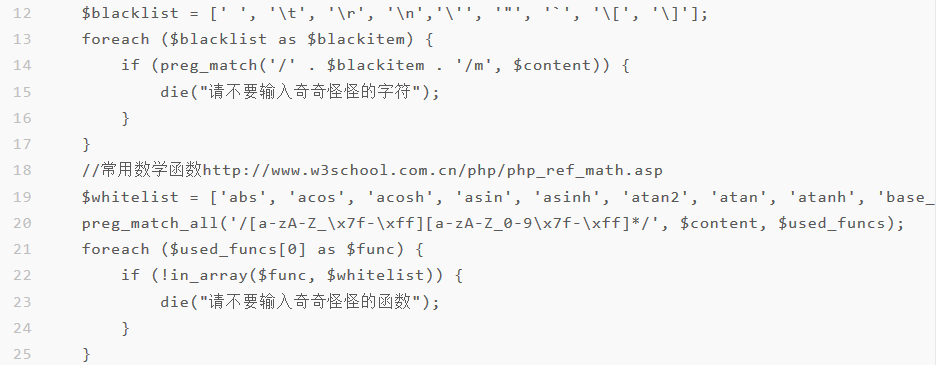 12 $blacklist = [' ', '\t', '\r', '\n','\'', '"', '`', '\[', '\]'];
13 foreach ($blacklist as $blackitem) {
14 if (preg_match('/' . $blackitem . '/m', $content)) {
15 die("请不要输入奇奇怪怪的字符");
16 }
17 }
18 //常用数学函数http://www.w3school.com.cn/php/php_ref_math.asp
19 $whitelist = ['abs', 'acos', 'acosh', 'asin', 'asinh', 'atan2', 'atan', 'atanh', 'base_
20 preg_match_all('/[a-zA-Z_\x7f-\xff][a-zA-Z_0-9\x7f-\xff]*/', $content, $used_funcs);
21 foreach ($used_funcs[0] as $func) {
22 if (!in_array($func, $whitelist)) {
23 die("请不要输入奇奇怪怪的函数");
24 }
25 }